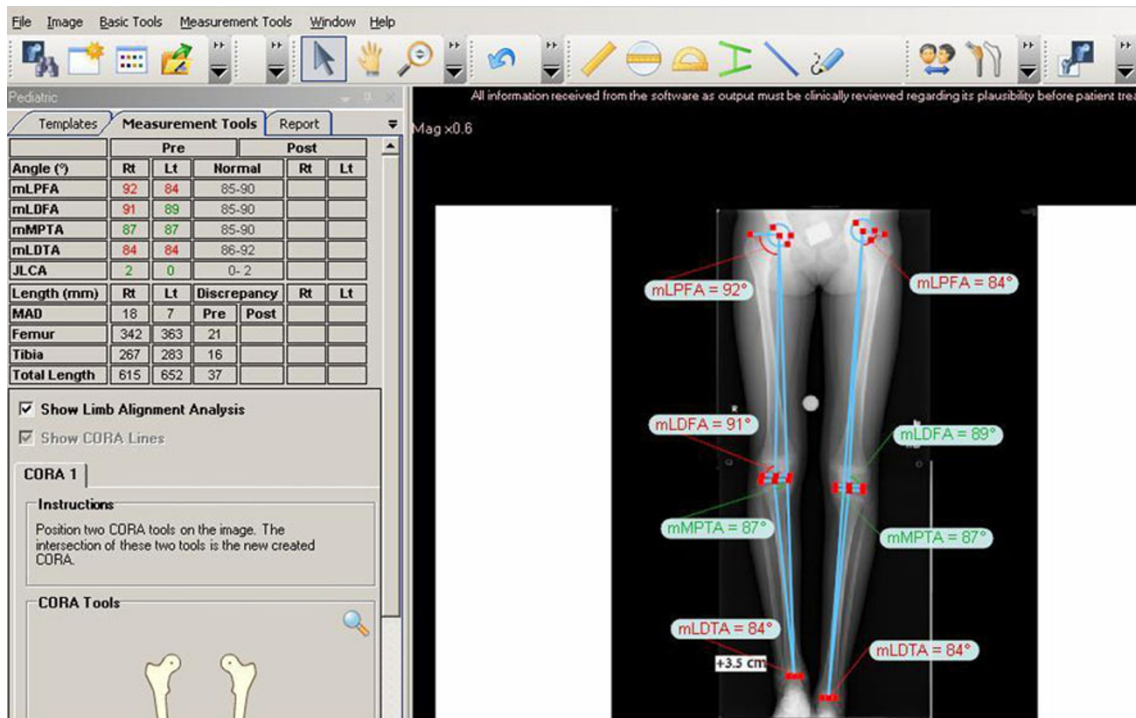 File Image Basic Tools Measurement Tools Window Help
Pediatric
All information received from the software as output must be clinically reviewed regarding its plausibility before patient trea
Templates Measurement Tools Report
Mag x0.6
Pre Post
Angle (°) Rt Lt Normal Rt Lt
mLPFA 92 84 85-90
mLDFA 91 89 85-90
mMPTA 87 87 85-90
mLDTA 84 84 86-92
JLCA 2 0 0- 2
Length (mm) Rt Lt Discrepancy Rt Lt
MAD 18 7 Pre Post
Femur 342 363 21
Tibia 267 283 16
Total Length 615 652 37
Show Limb Alignment Analysis
Show CORA Lines
CORA 1
Instructions
Position two CORA tools on the image. The
intersection of these two tools is the new created
CORA.
CORA Tools
mLPFA = 92°
mLPFA = 84°
R
mLDFA = 91°
mLDFA = 89°
mMPTA = 87°
mMPTA = 87°
mLDTA = 84°
mLDTA = 84°
+3.5 cm